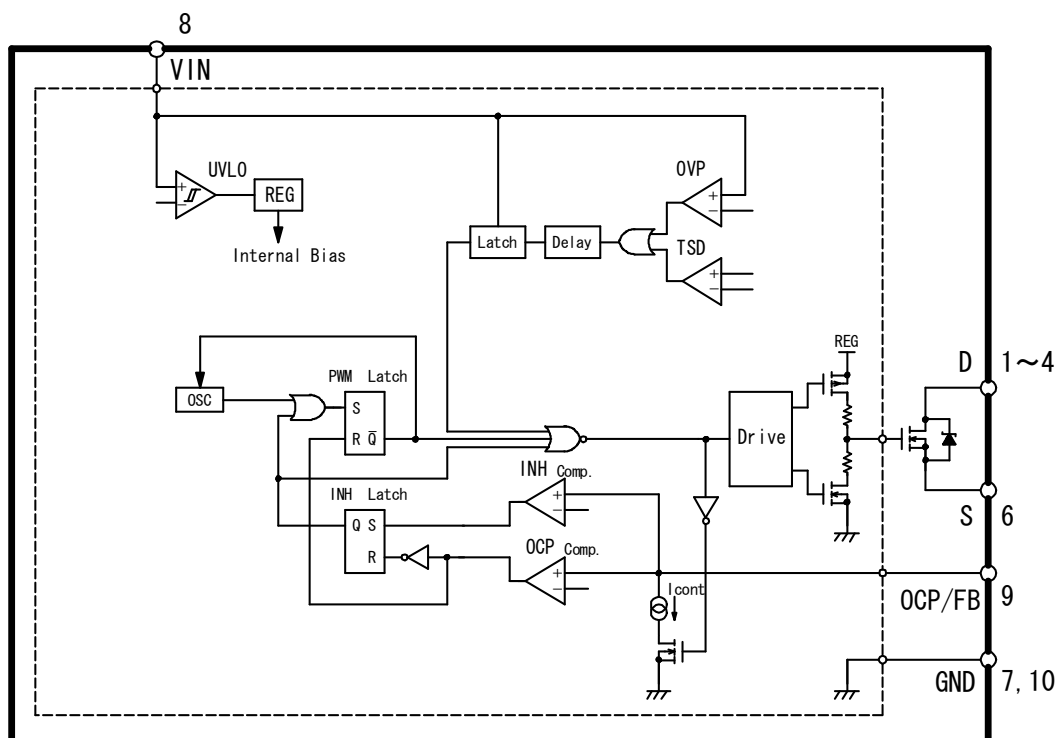 8
VIN
UVLO
OVP
REG
Latch
Delay
TSD
Internal Bias
REG
D
1～4
PWM Latch
OSC
S
R Q̅
Drive
INH Comp.
INH Latch
S
6
Q S
R
OCP Comp.
Icont
OCP/FB
9
GND
7, 10
+
−
+
−
+
−
+
−
+
−